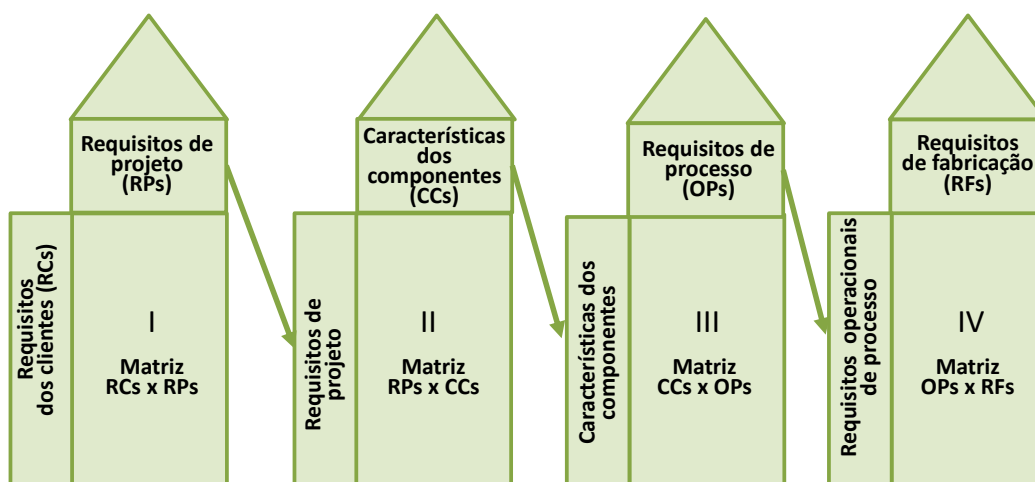 Requisitos de
projeto
(RPs)
Requisitos
dos clientes (RCs)
I
Matriz
RCs x RPs
Características
dos
componentes
(CCs)
Requisitos de
projeto
II
Matriz
RPs x CCs
Requisitos de
processo
(OPs)
Características dos
componentes
III
Matriz
CCs x OPs
Requisitos
de fabricação
(RFs)
Requisitos operacionais
de processo
IV
Matriz
OPs x RFs